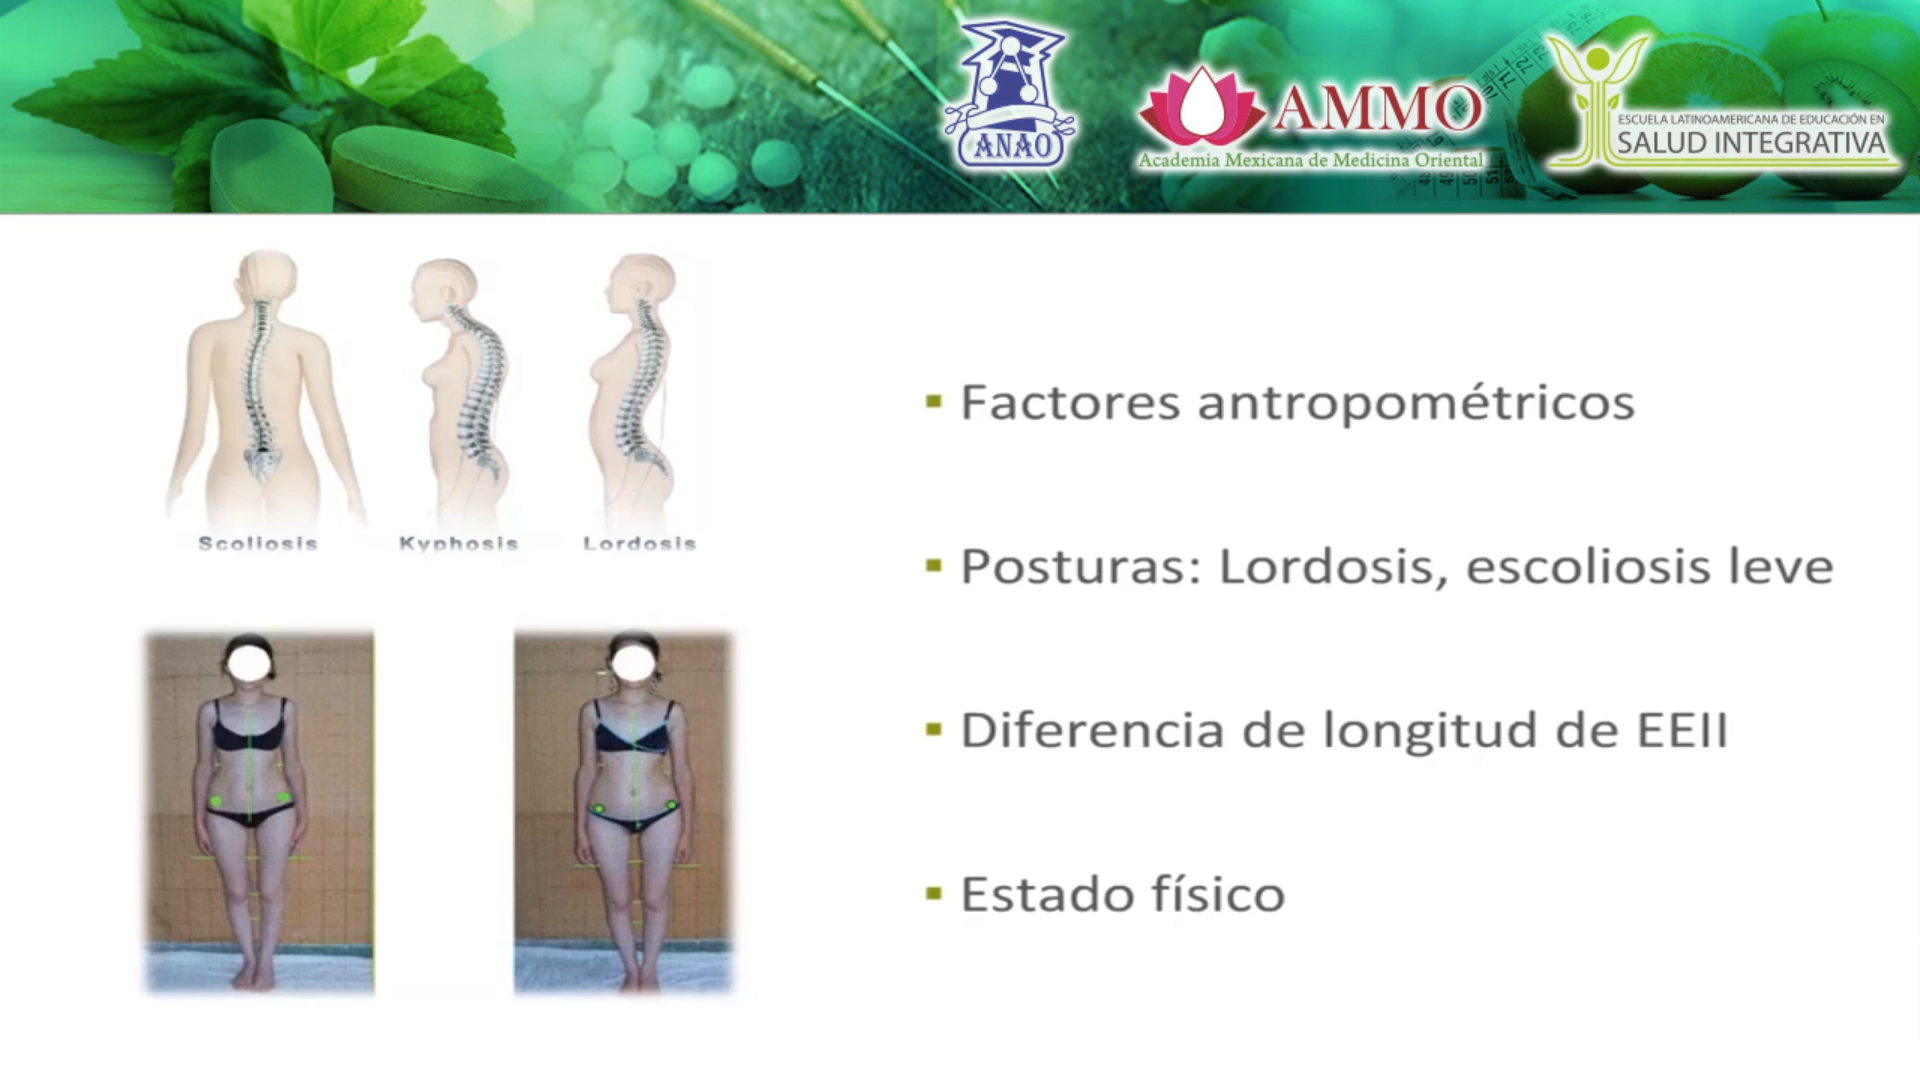 ANAO
AMMO
Academia Mexicana de Medicina Oriental
ESCUELA LATINOAMERICANA DE EDUCACIÓN EN
SALUD INTEGRATIVA
Scoliosis
Kyphosis
Lordosis
Factores antropométricos
Posturas: Lordosis, escoliosis leve
Diferencia de longitud de EEII
Estado físico